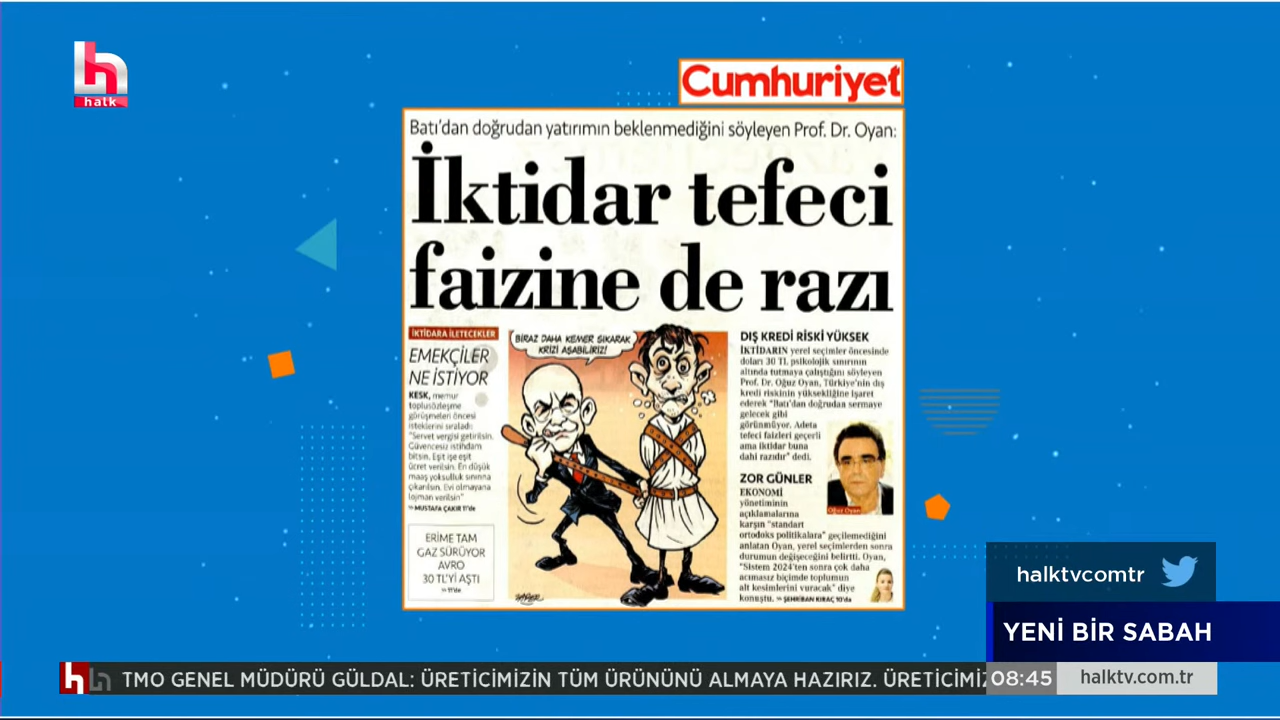 h
halk
Cumhuriyet
Batı'dan doğrudan yatırımın beklenmediğini söyleyen Prof. Dr. Oyan:
İktidar tefeci
faizine de razı
İKTİDARA İLETECEKLER
EMEKÇİLER
NE İSTİYOR
KESK, memur
toplusözleşme
görüşmeleri öncesi
isteklerini sıraladı:
"Servet vergisi getirilsin.
Güvencesiz istihdam
bitsin. Eşit işe eşit
ücret verilsin. En düşük
maaş yoksulluk sınırına
çıkarılsın. Evi olmayana
lojman verilsin"
» MUSTAFA ÇAKIR 11'de
ERİME TAM
GAZ SÜRÜYOR
AVRO
30 TL'Yİ AŞTI
» 11'de
BİRAZ DAHA KEMER SIKARAK
KRİZİ AŞABİLİRİZ!
DIŞ KREDİ RİSKİ YÜKSEK
İKTİDARIN yerel seçimler öncesinde
doları 30 TL psikolojik sınırının
altında tutmaya çalıştığını söyleyen
Prof. Dr. Oğuz Oyan, Türkiye'nin dış
kredi riskinin yüksekliğine işaret
ederek "Batı'dan doğrudan sermaye
gelecek gibi
görünmüyor. Adeta
tefeci faizleri geçerli
ama iktidar buna
dahi razıdır" dedi.
Oğuz Oyan
ZOR GÜNLER
EKONOMİ
yönetiminin
açıklamalarına
karşın "standart
ortodoks politikalara" geçilemediğini
anlatan Oyan, yerel seçimlerden sonra
durumun değişeceğini belirtti. Oyan,
"Sistem 2024'ten sonra çok daha
acımasız biçimde toplumun
alt kesimlerini vuracak" diye
konuştu. » ŞEHRİBAN KIRAÇ 10'da
halktvcomtr
YENİ BİR SABAH
h h TMO GENEL MÜDÜRÜ GÜLDAL: ÜRETİCİMİZİN TÜM ÜRÜNÜNÜ ALMAYA HAZIRIZ. ÜRETİCİMİZ 08:45 halktv.com.tr